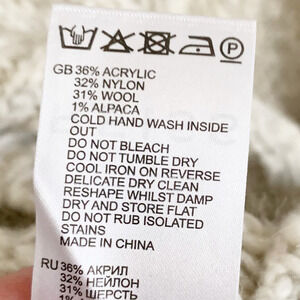 P
GB 36% ACRYLIC
32% NYLON
31% WOOL
1% ALPACA
COLD HAND WASH INSIDE
OUT
DO NOT BLEACH
DO NOT TUMBLE DRY
COOL IRON ON REVERSE
DELICATE DRY CLEAN
RESHAPE WHILST DAMP
DRY AND STORE FLAT
DO NOT RUB ISOLATED
STAINS
MADE IN CHINA
RU 36% АКРИЛ
32% НЕЙЛОН
31% ШЕРСТЬ